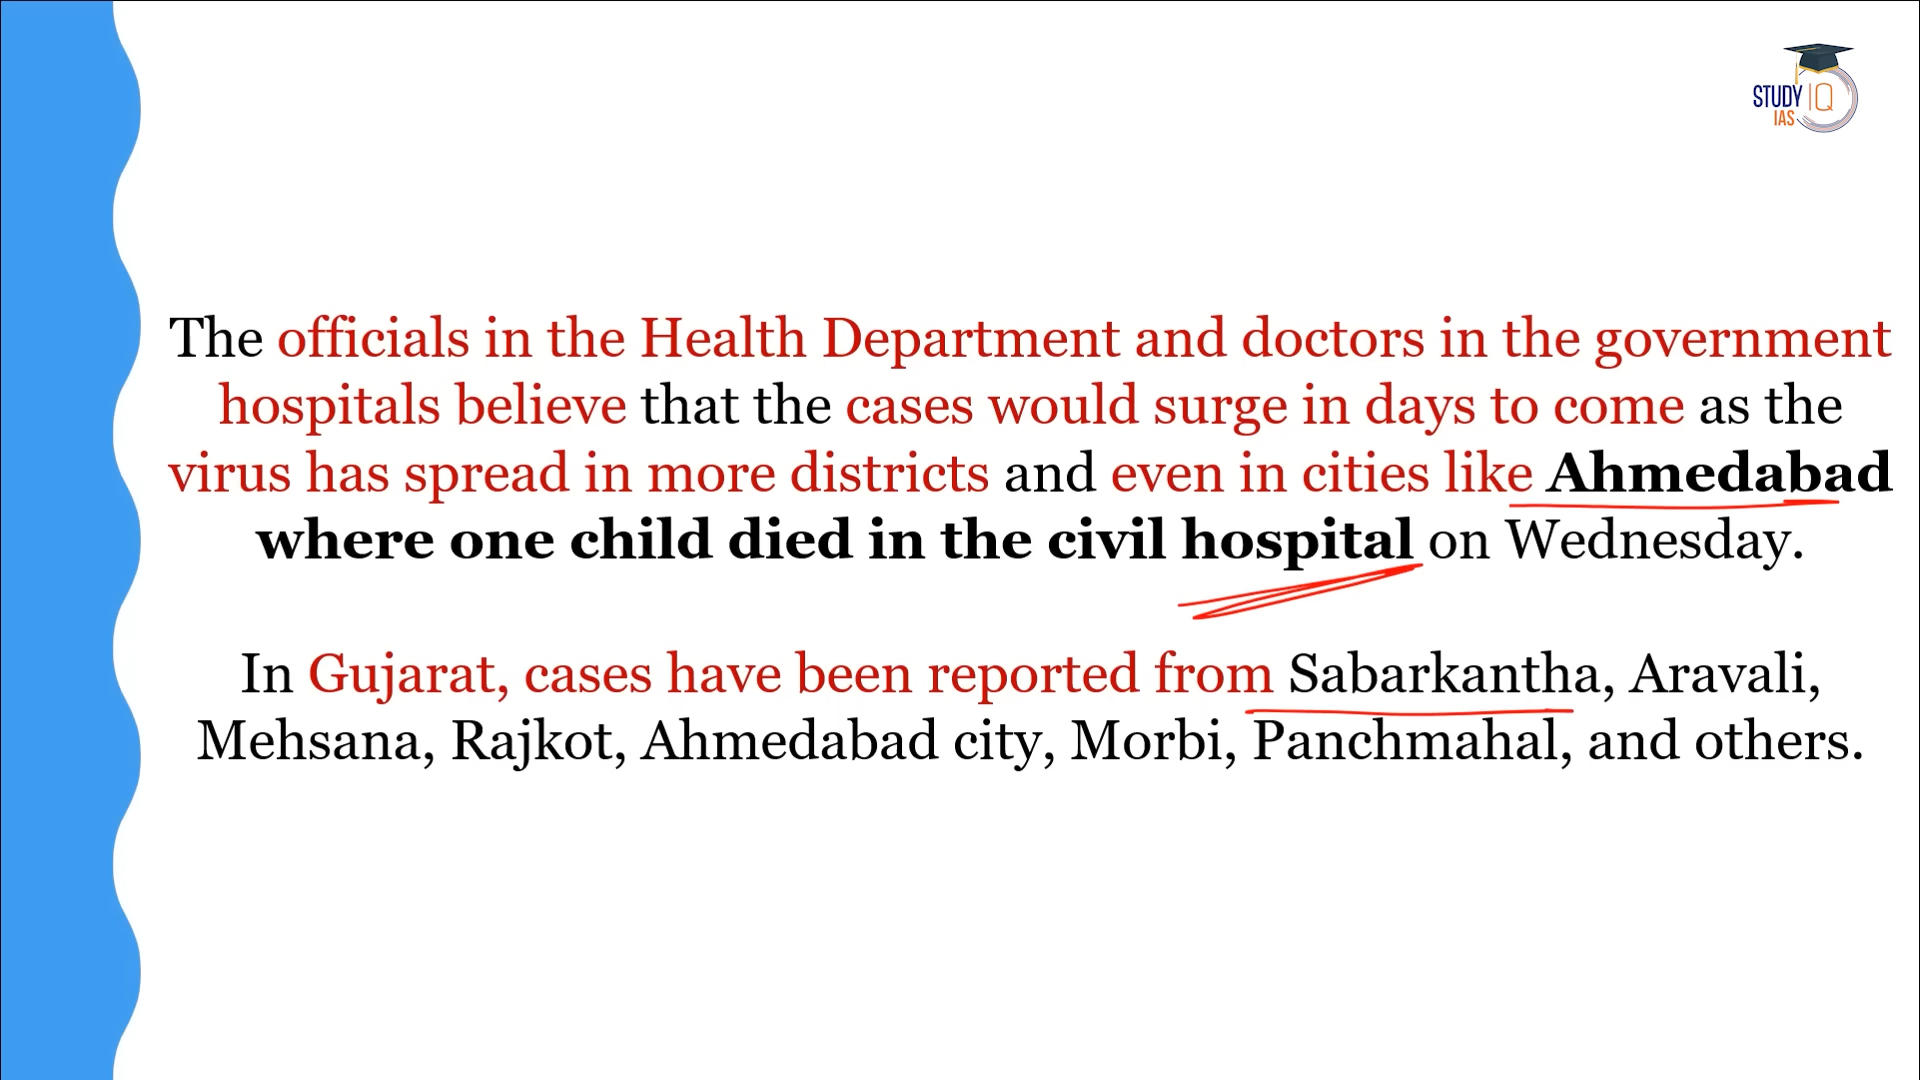 STUDY IQ
IAS
The officials in the Health Department and doctors in the government
hospitals believe that the cases would surge in days to come as the
virus has spread in more districts and even in cities like Ahmedabad
where one child died in the civil hospital on Wednesday.
In Gujarat, cases have been reported from Sabarkantha, Aravali,
Mehsana, Rajkot, Ahmedabad city, Morbi, Panchmahal, and others.